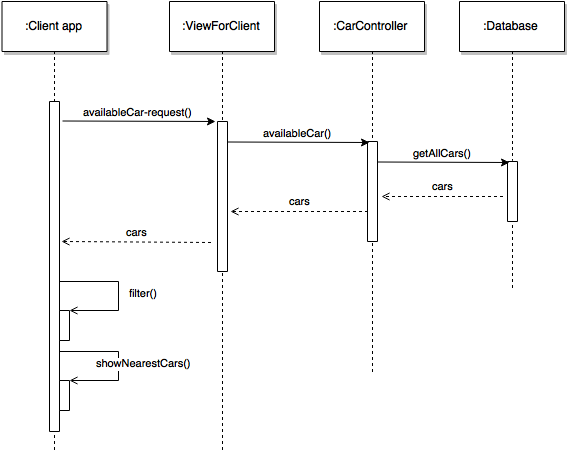 :Client app
:ViewForClient
:CarController
:Database
availableCar-request()
availableCar()
getAllCars()
cars
cars
cars
filter()
showNearestCars()